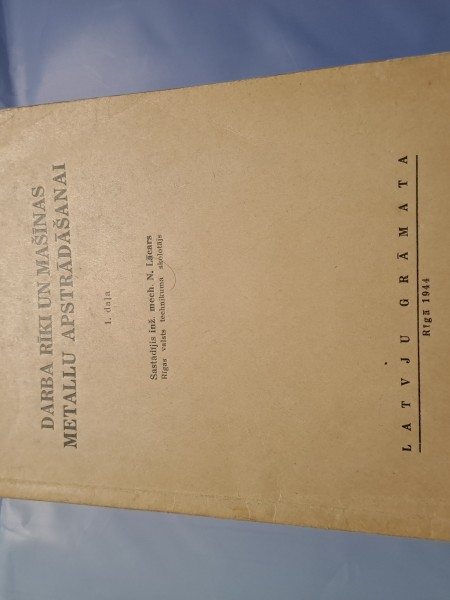 DARBA RĪKI UN MAŠĪNAS
METALLU APSTRĀDĀŠANAI
1. daļa
Sastādījis inž. mech. N. Lācars
Rīgas valsts technikuma skolotājs
LATVJU GRĀMATA
Rīgā 1944